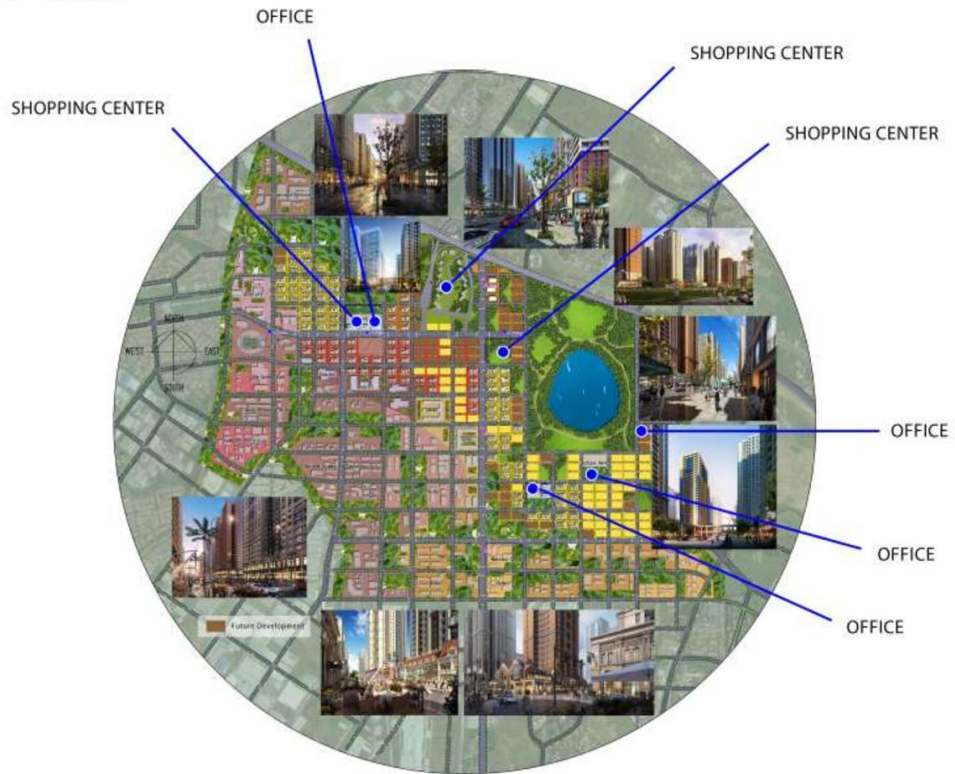 OFFICE
SHOPPING CENTER
SHOPPING CENTER
SHOPPING CENTER
NORTH
WEST
EAST
SOUTH
OFFICE
OFFICE
OFFICE
Future Development